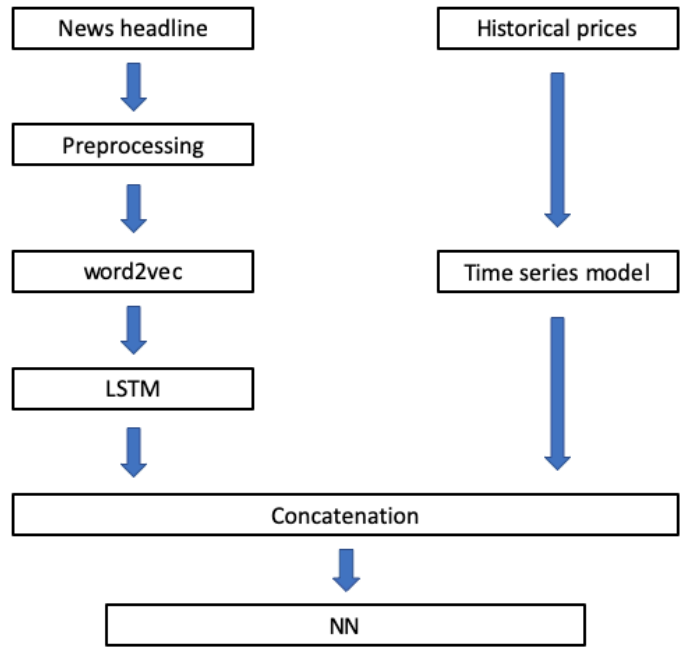 News headline
Historical prices
Preprocessing
word2vec
Time series model
LSTM
Concatenation
NN